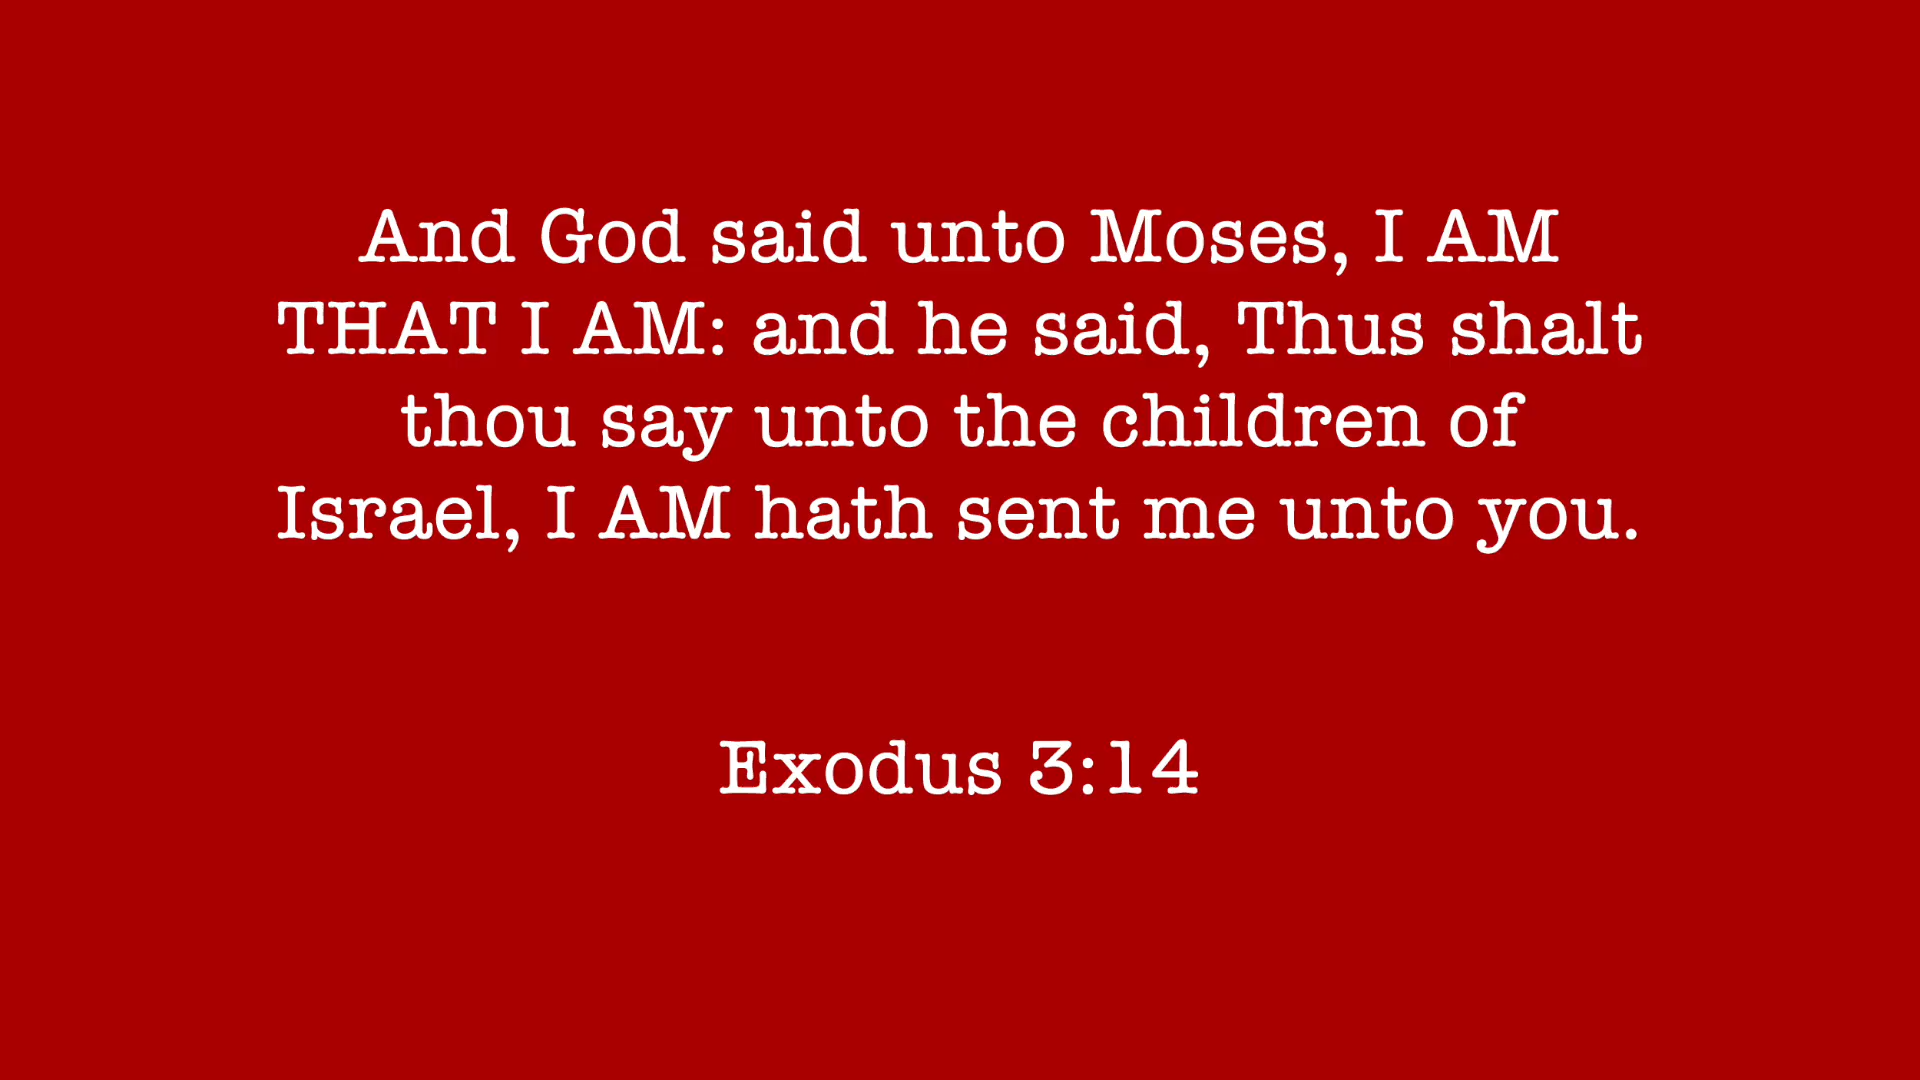 And God said unto Moses, I AM
THAT I AM: and he said, Thus shalt
thou say unto the children of
Israel, I AM hath sent me unto you.
Exodus 3:14